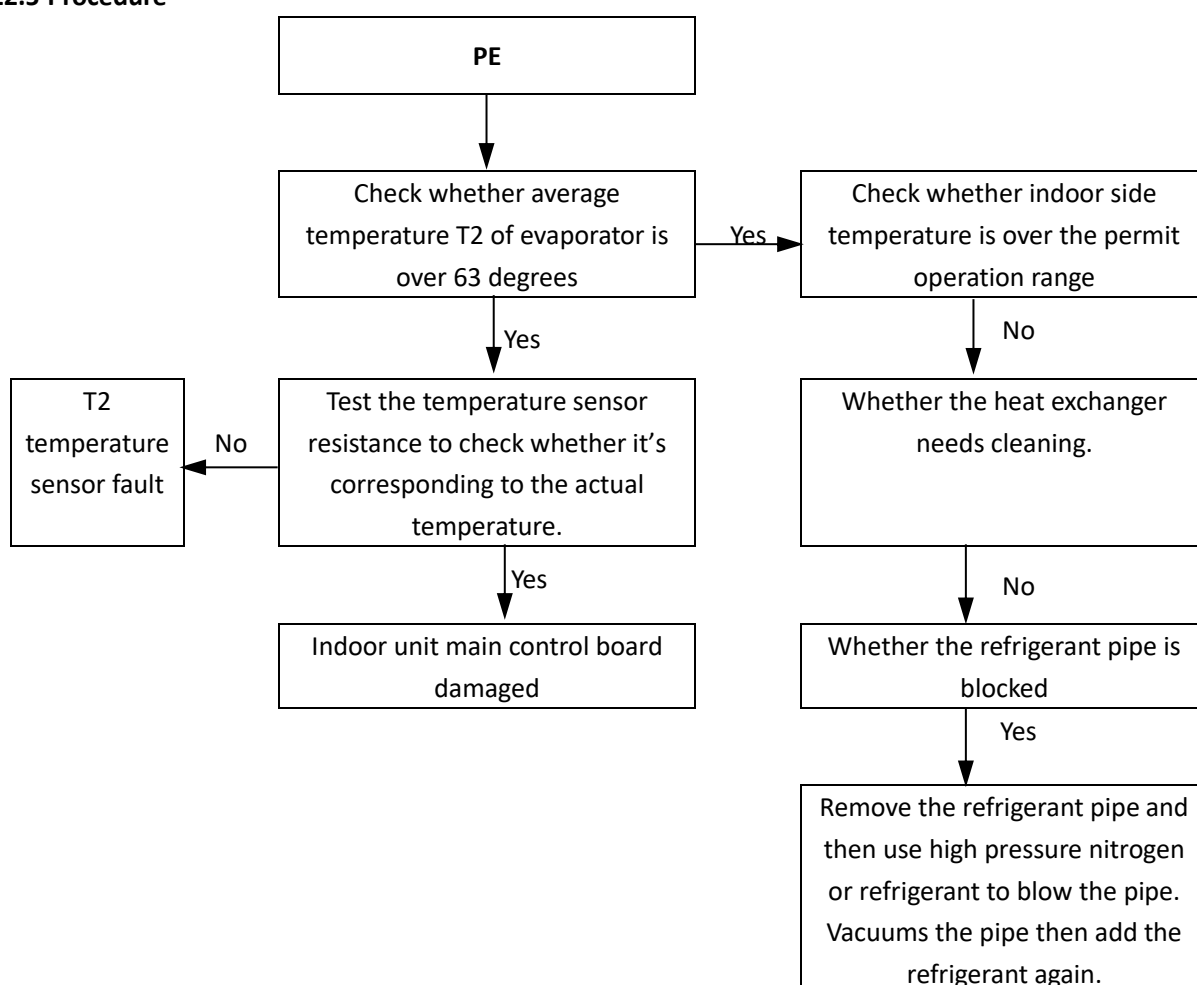 Procedure
PE
Check whether average
temperature T2 of evaporator is
over 63 degrees
Yes
Check whether indoor side
temperature is over the permit
operation range
Yes
No
T2
temperature
sensor fault
No
Test the temperature sensor
resistance to check whether it’s
corresponding to the actual
temperature.
Whether the heat exchanger
needs cleaning.
Yes
No
Indoor unit main control board
damaged
Whether the refrigerant pipe is
blocked
Yes
Remove the refrigerant pipe and
then use high pressure nitrogen
or refrigerant to blow the pipe.
Vacuums the pipe then add the
refrigerant again.